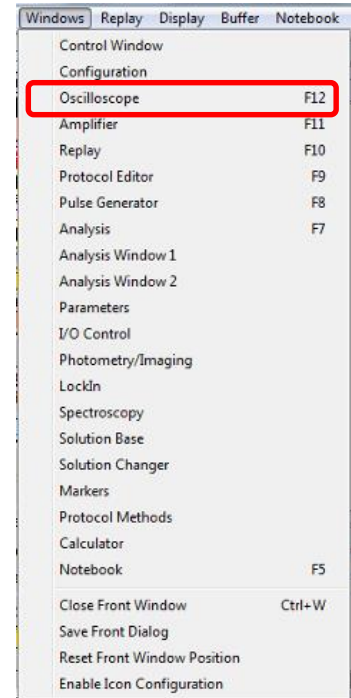 Windows Replay Display Buffer Notebook
Control Window
Configuration
Oscilloscope F12
Amplifier F11
Replay F10
Protocol Editor F9
Pulse Generator F8
Analysis F7
Analysis Window 1
Analysis Window 2
Parameters
I/O Control
Photometry/Imaging
LockIn
Spectroscopy
Solution Base
Solution Changer
Markers
Protocol Methods
Calculator
Notebook F5
Close Front Window Ctrl+W
Save Front Dialog
Reset Front Window Position
Enable Icon Configuration